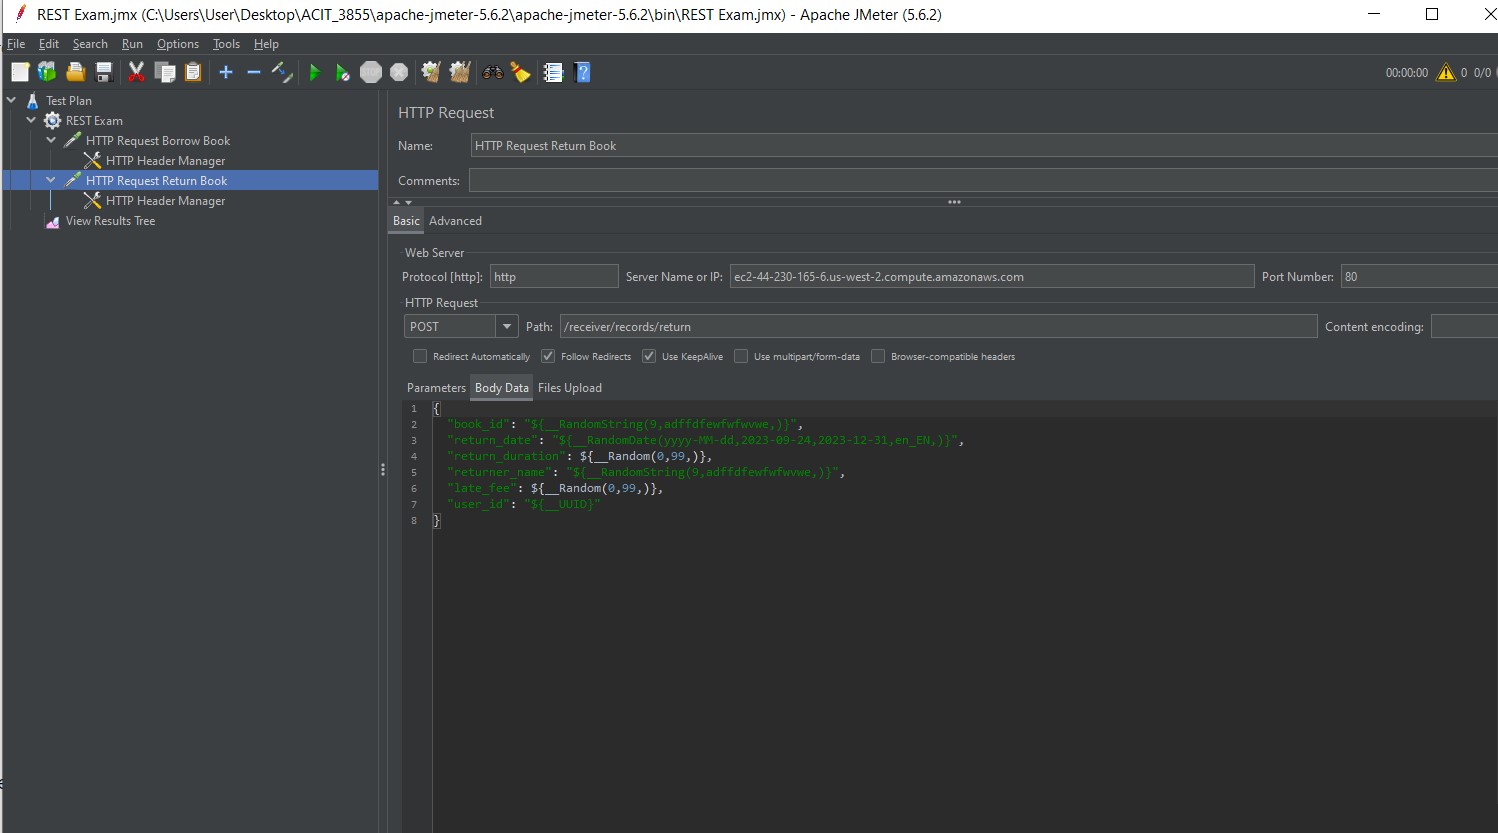 REST Exam.jmx (C:\Users\User\Desktop\ACIT_3855\apache-jmeter-5.6.2\apache-jmeter-5.6.2\bin\REST Exam.jmx) - Apache JMeter (5.6.2)
File Edit Search Run Options Tools Help
STOP
00:00:00 0 0/0
Test Plan
REST Exam
HTTP Request Borrow Book
HTTP Header Manager
HTTP Request Return Book
HTTP Header Manager
View Results Tree
HTTP Request
Name: HTTP Request Return Book
Comments:
Basic Advanced
Web Server
Protocol [http]: http Server Name or IP: ec2-44-230-165-6.us-west-2.compute.amazonaws.com Port Number: 80
HTTP Request
POST Path: /receiver/records/return Content encoding:
Redirect Automatically Follow Redirects Use KeepAlive Use multipart/form-data Browser-compatible headers
Parameters Body Data Files Upload
1 {
2 "book_id": "${__RandomString(9,adffdfewfwfwvwe,)}",
3 "return_date": "${__RandomDate(yyyy-MM-dd,2023-09-24,2023-12-31,en_EN,)}",
4 "return_duration": ${__Random(0,99,)},
5 "returner_name": "${__RandomString(9,adffdfewfwfwvwe,)}",
6 "late_fee": ${__Random(0,99,)},
7 "user_id": "${__UUID}"
8 }